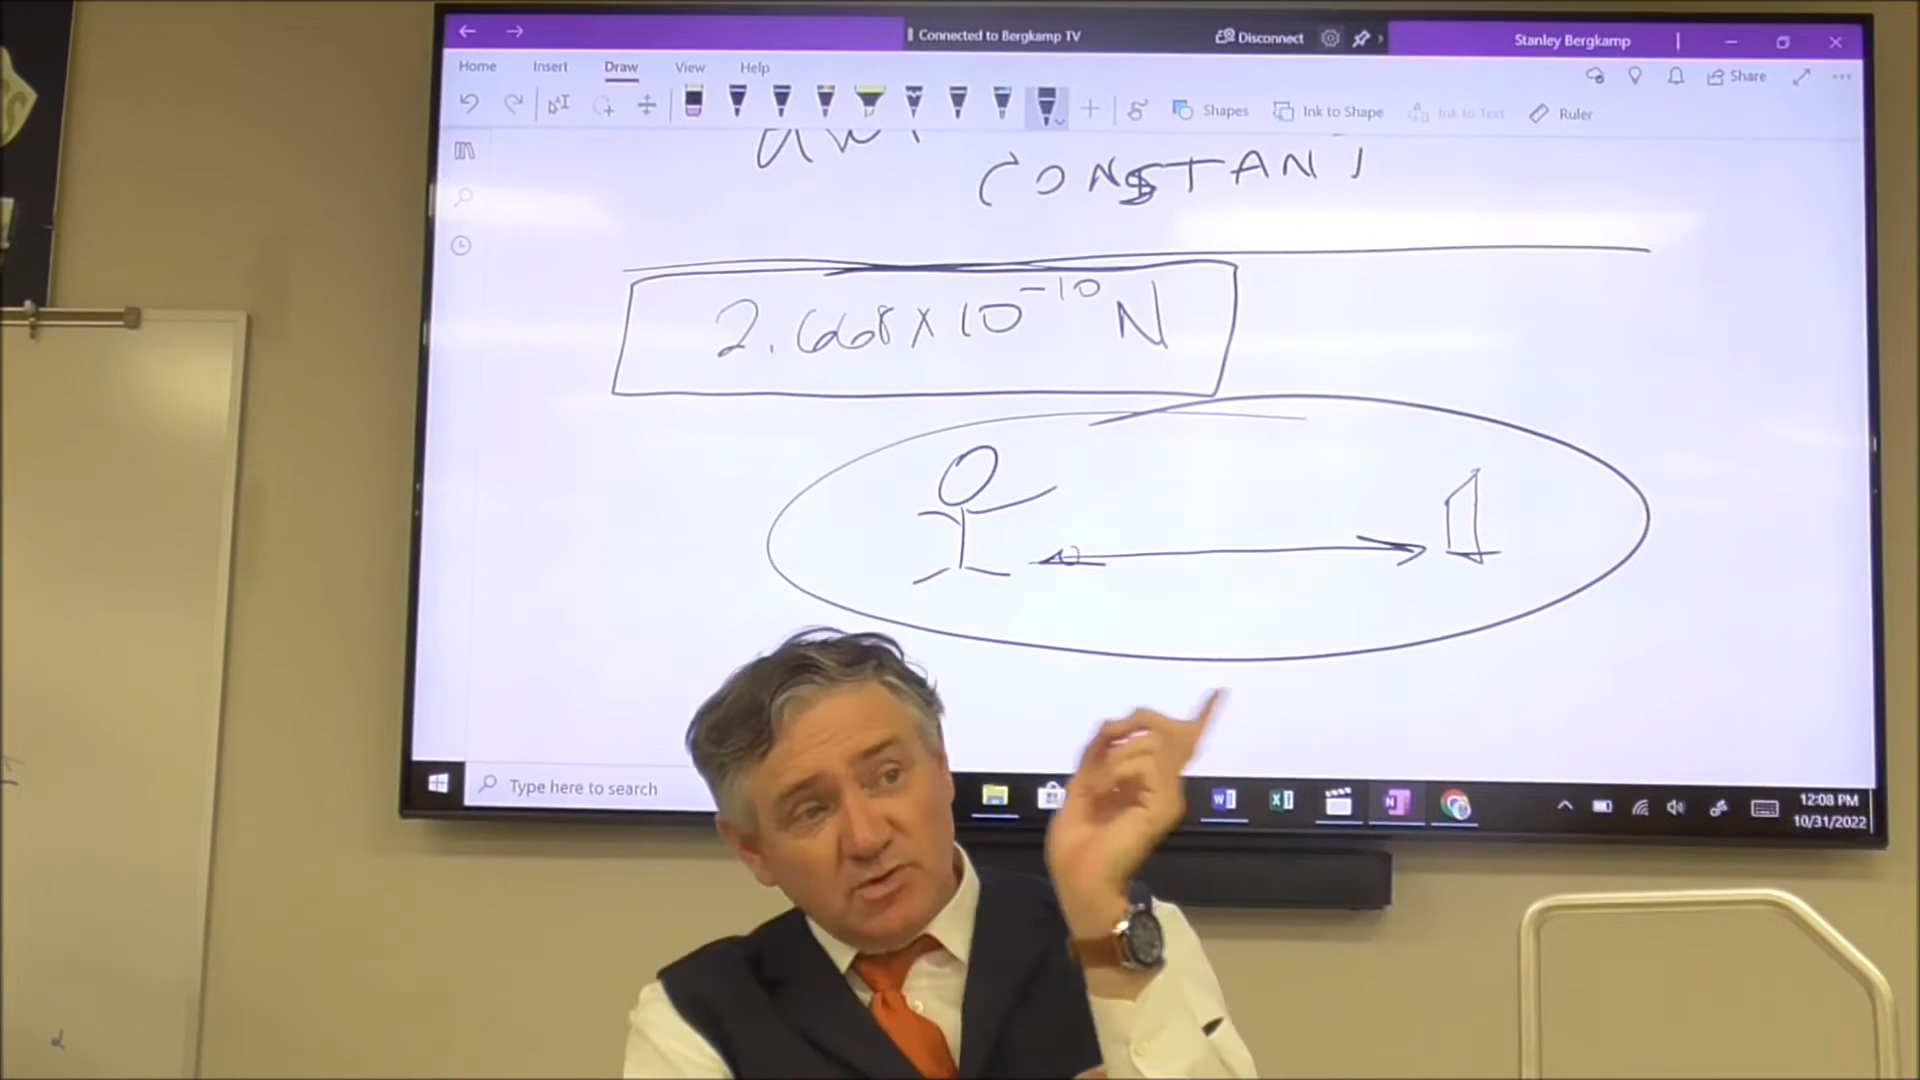 Connected to Bergkamp TV
Disconnect
Stanley Bergkamp
Home Insert Draw View Help
Share
Shapes Ink to Shape Ink to Text Ruler
CONSTANT
2.668 x 10⁻¹⁰ N
Type here to search
12:08 PM
10/31/2022